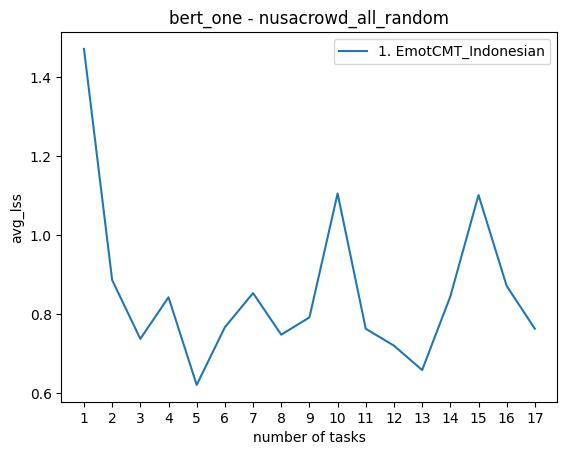 bert_one - nusacrowd_all_random
1. EmotCMT_Indonesian
avg_lss
1.4
1.2
1.0
0.8
0.6
1 2 3 4 5 6 7 8 9 10 11 12 13 14 15 16 17
number of tasks